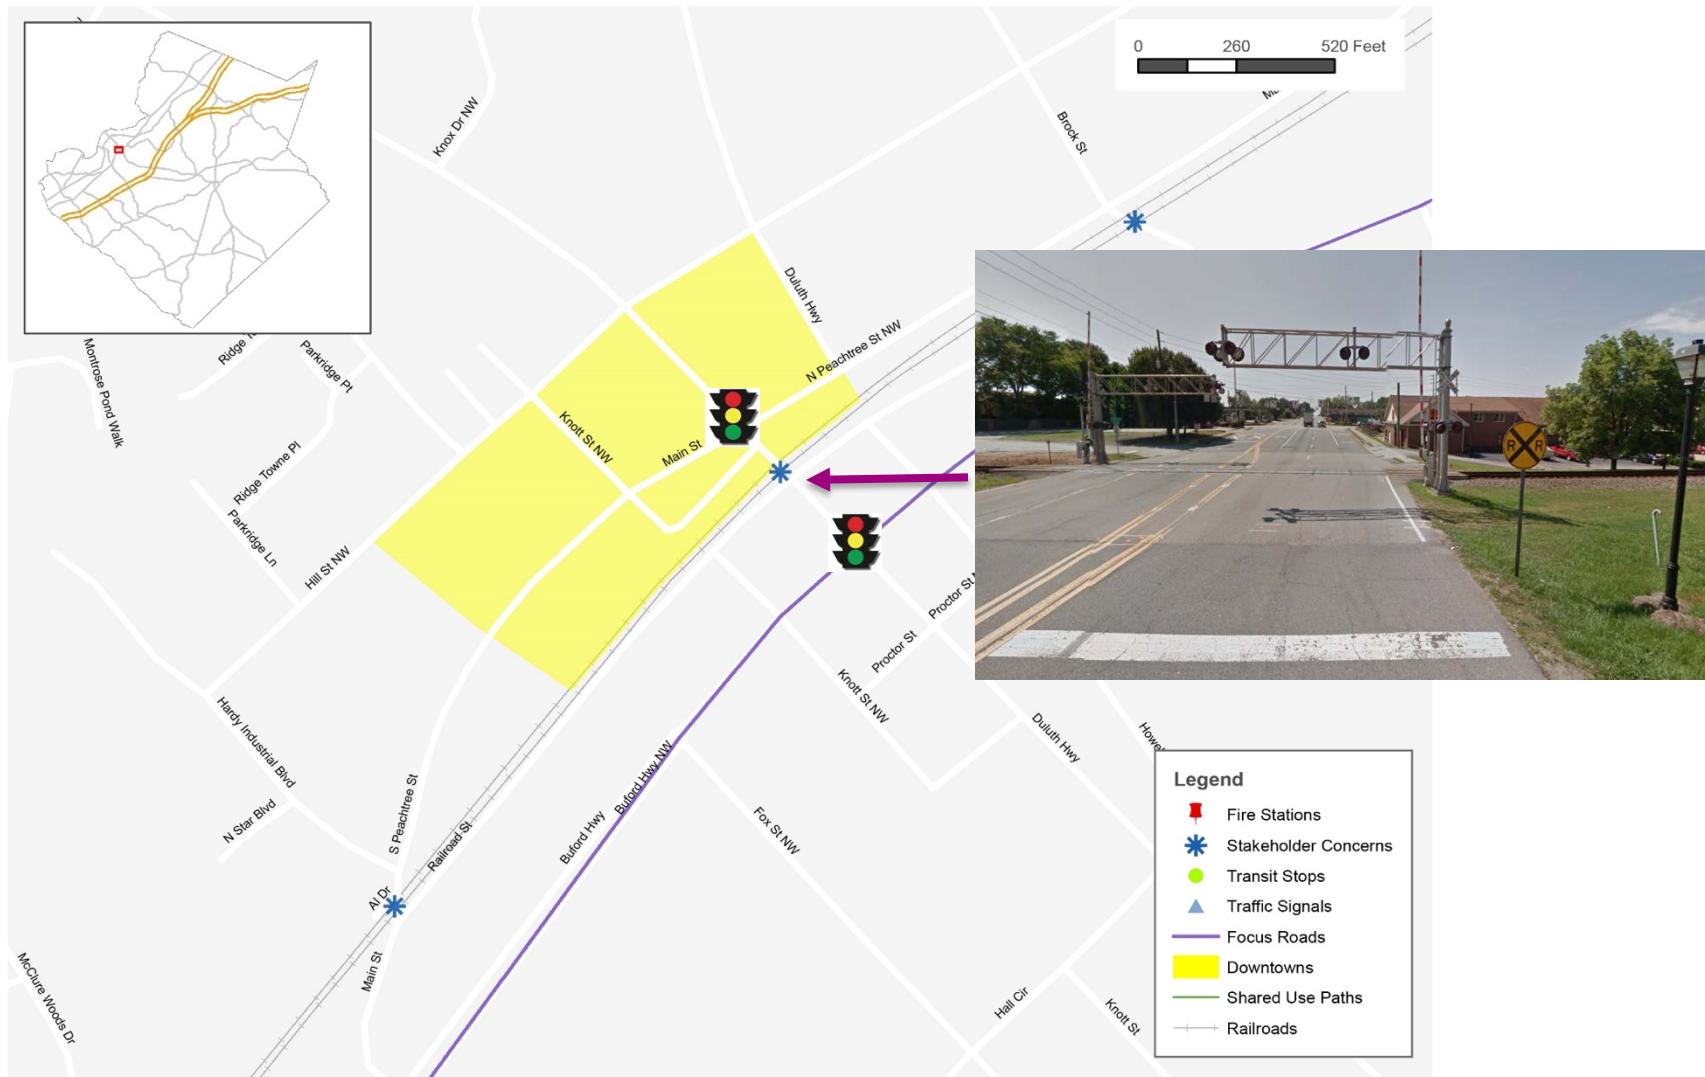 0 260 520 Feet
Knox Dr NW
Brock St
Duluth Hwy
N Peachtree St NW
Montrose Pond Walk
Parkridge Pt
Knott St NW
Main St
Ridge Towne Pl
Parkridge Ln
Hill St NW
R R
Proctor St
Proctor St
Knott St NW
Duluth Hwy
Hardy Industrial Blvd
N Star Blvd
S Peachtree St
Railroad St
Buford Hwy NW
Buford Hwy
Fox St NW
Al Dr
Main St
McClure Woods Dr
Hall Cir
Knott St
Legend
Fire Stations
Stakeholder Concerns
Transit Stops
Traffic Signals
Focus Roads
Downtowns
Shared Use Paths
Railroads